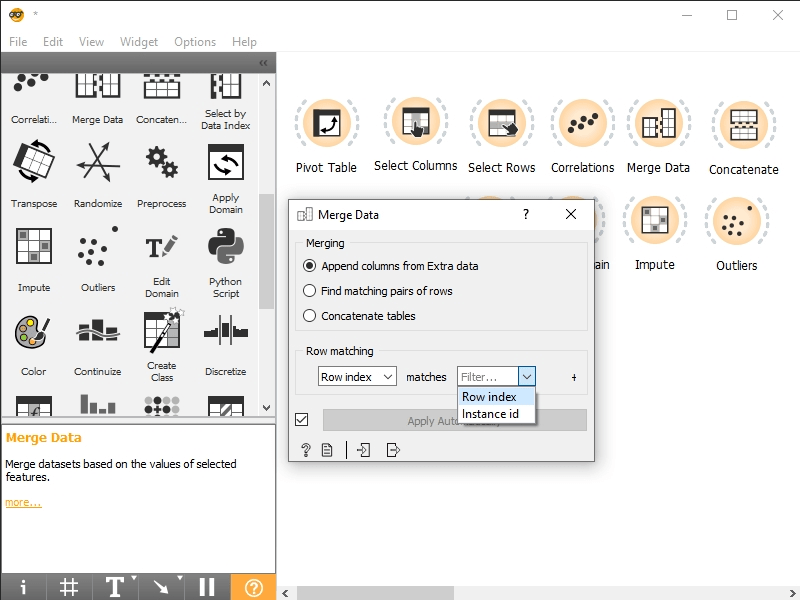 *
File Edit View Widget Options Help
Correlati... Merge Data Concaten... Select by
Data Index
Transpose Randomize Preprocess Apply
Domain
Impute Outliers Edit
Domain Python
Script
Color Continuize Create
Class Discretize
Merge Data
Merge datasets based on the values of selected
features.
more...
Pivot Table Select Columns Select Rows Correlations Merge Data Concatenate
Impute Outliers
Merge Data
Merging
Append columns from Extra data
Find matching pairs of rows
Concatenate tables
Row matching
Row index matches Filter...
Row index
Instance id